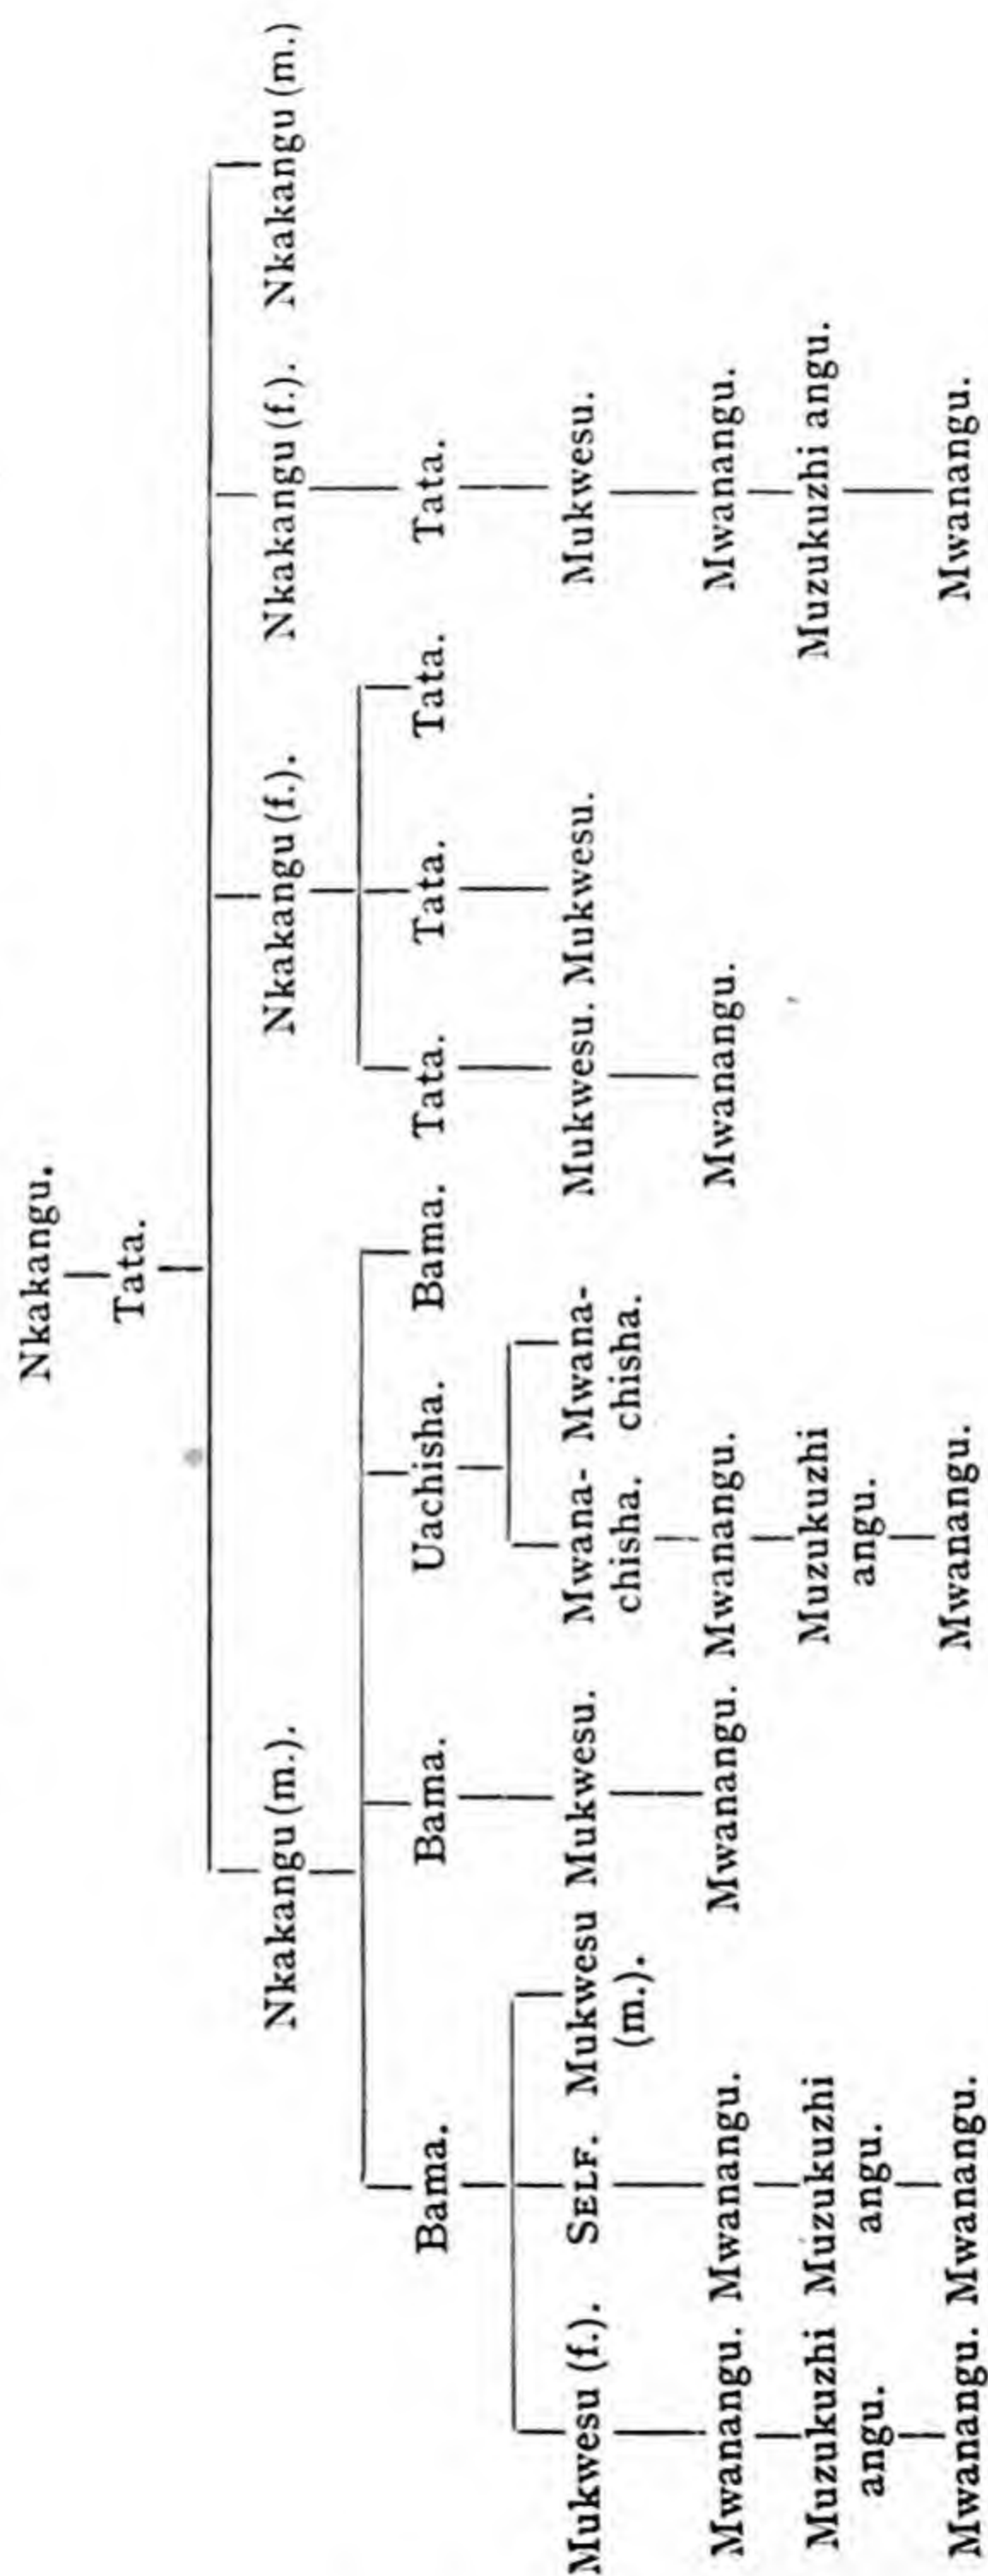 Nkakangu.
Tata.
Nkakangu (m.). Nkakangu (f.). Nkakangu (f.). Nkakangu (m.)
Bama. Bama. Uachisha. Bama. Tata. Tata. Tata. Tata.
Mukwesu (f.). SELF. Mukwesu Mukwesu. Mwana- Mwana- Mukwesu. Mukwesu. Mukwesu.
(m.). chisha. chisha.
Mwanangu. Mwanangu. Mwanangu. Mwanangu. Mwanangu. Mwanangu.
Muzukuzhi Muzukuzhi Muzukuzhi Muzukuzhi angu.
angu. angu. angu.
Mwanangu. Mwanangu. Mwanangu. Mwanangu.